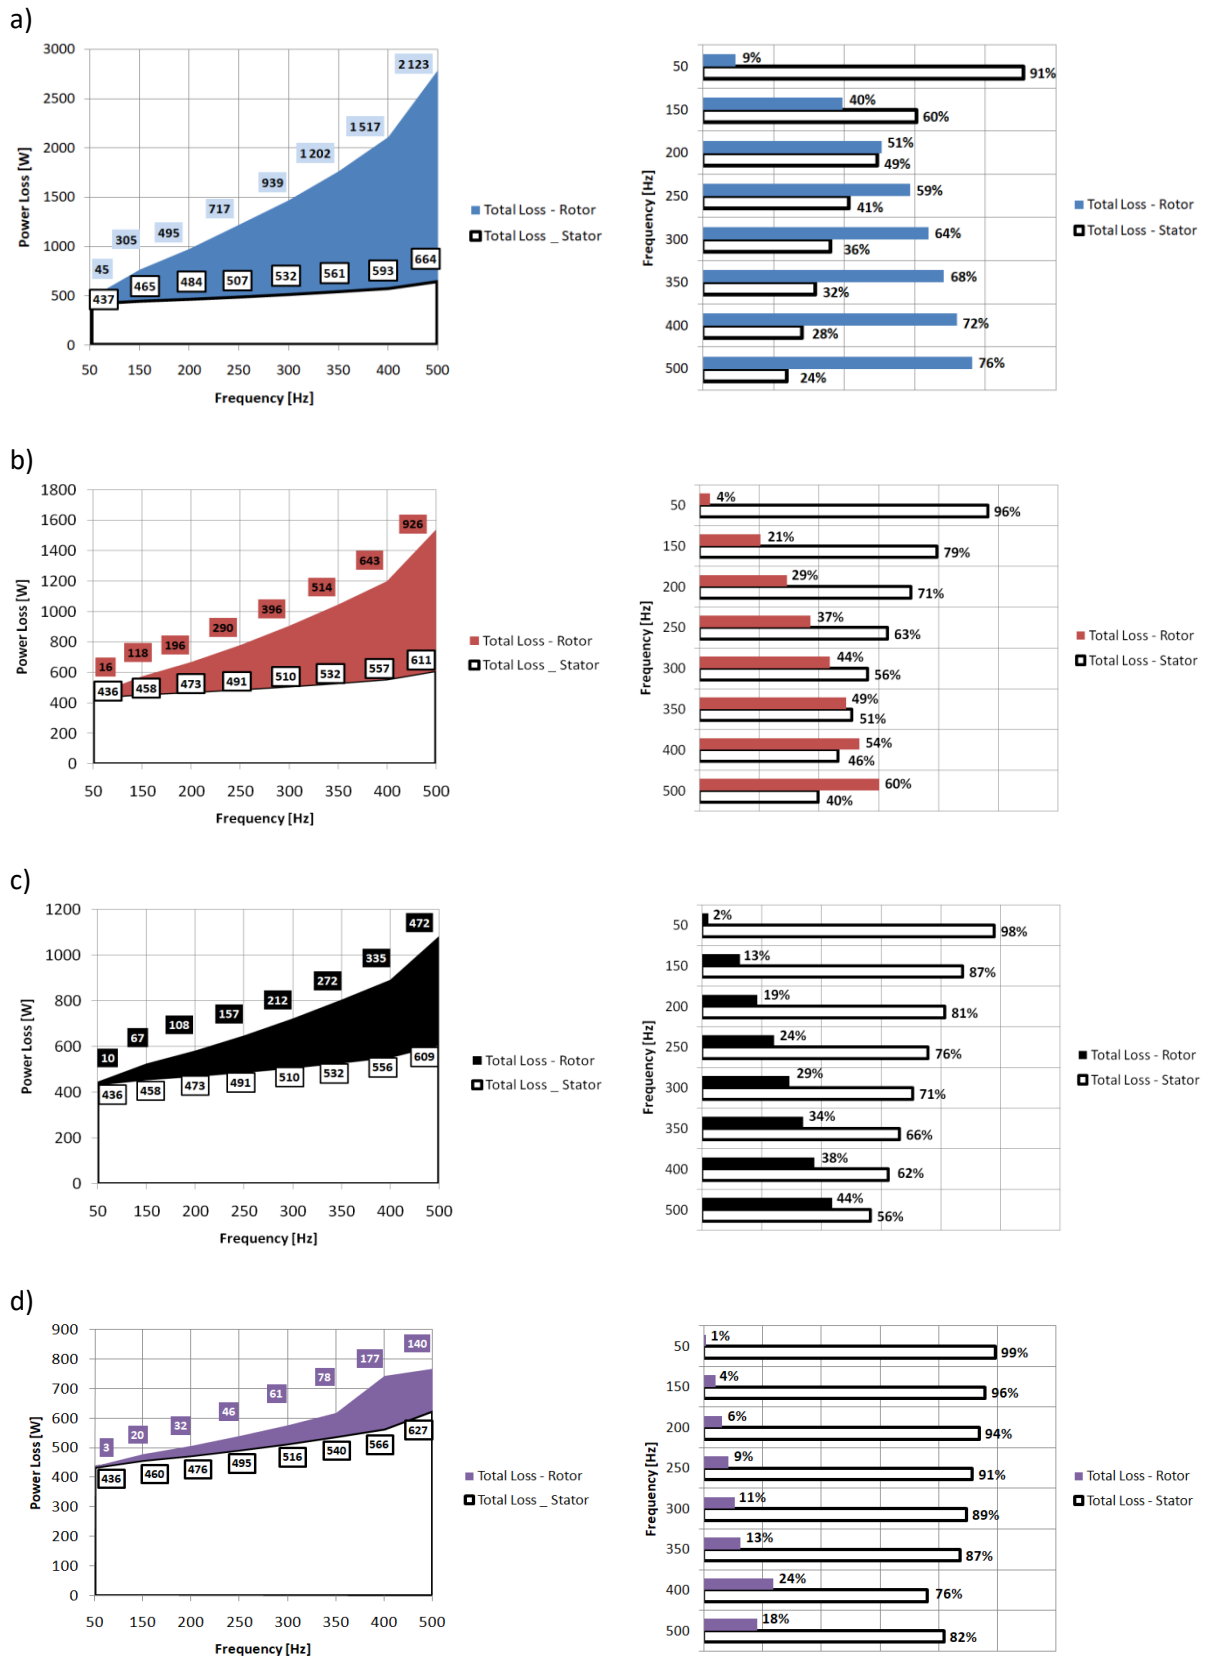 a)
3000
2500
2000
1500
1000
500
0
Power Loss [W]
45
305
495
717
939
1 202
1 517
2 123
437
465
484
507
532
561
593
664
50 150 200 250 300 350 400 500
Frequency [Hz]
Total Loss - Rotor
Total Loss _ Stator
Frequency [Hz]
50 9% 91%
150 40% 60%
200 51% 49%
250 59% 41%
300 64% 36%
350 68% 32%
400 72% 28%
500 76% 24%
Total Loss - Rotor
Total Loss - Stator
b)
1800
1600
1400
1200
1000
800
600
400
200
0
Power Loss [W]
16
118
196
290
396
514
643
926
436
458
473
491
510
532
557
611
50 150 200 250 300 350 400 500
Frequency [Hz]
Total Loss - Rotor
Total Loss _ Stator
Frequency [Hz]
50 4% 96%
150 21% 79%
200 29% 71%
250 37% 63%
300 44% 56%
350 49% 51%
400 54% 46%
500 60% 40%
Total Loss - Rotor
Total Loss - Stator
c)
1200
1000
800
600
400
200
0
Power Loss [W]
10
67
108
157
212
272
335
472
436
458
473
491
510
532
556
609
50 150 200 250 300 350 400 500
Frequency [Hz]
Total Loss - Rotor
Total Loss _ Stator
Frequency [Hz]
50 2% 98%
150 13% 87%
200 19% 81%
250 24% 76%
300 29% 71%
350 34% 66%
400 38% 62%
500 44% 56%
Total Loss - Rotor
Total Loss - Stator
d)
900
800
700
600
500
400
300
200
100
0
Power Loss [W]
3
20
32
46
61
78
177
140
436
460
476
495
516
540
566
627
50 150 200 250 300 350 400 500
Frequency [Hz]
Total Loss - Rotor
Total Loss _ Stator
Frequency [Hz]
50 1% 99%
150 4% 96%
200 6% 94%
250 9% 91%
300 11% 89%
350 13% 87%
400 24% 76%
500 18% 82%
Total Loss - Rotor
Total Loss - Stator